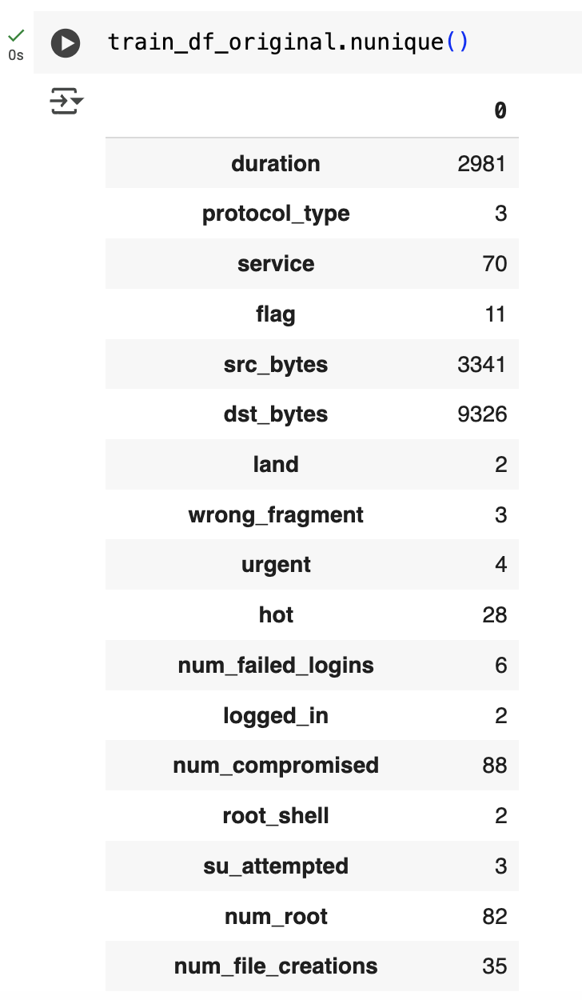 train_df_original.nunique()
0s
0
duration 2981
protocol_type 3
service 70
flag 11
src_bytes 3341
dst_bytes 9326
land 2
wrong_fragment 3
urgent 4
hot 28
num_failed_logins 6
logged_in 2
num_compromised 88
root_shell 2
su_attempted 3
num_root 82
num_file_creations 35